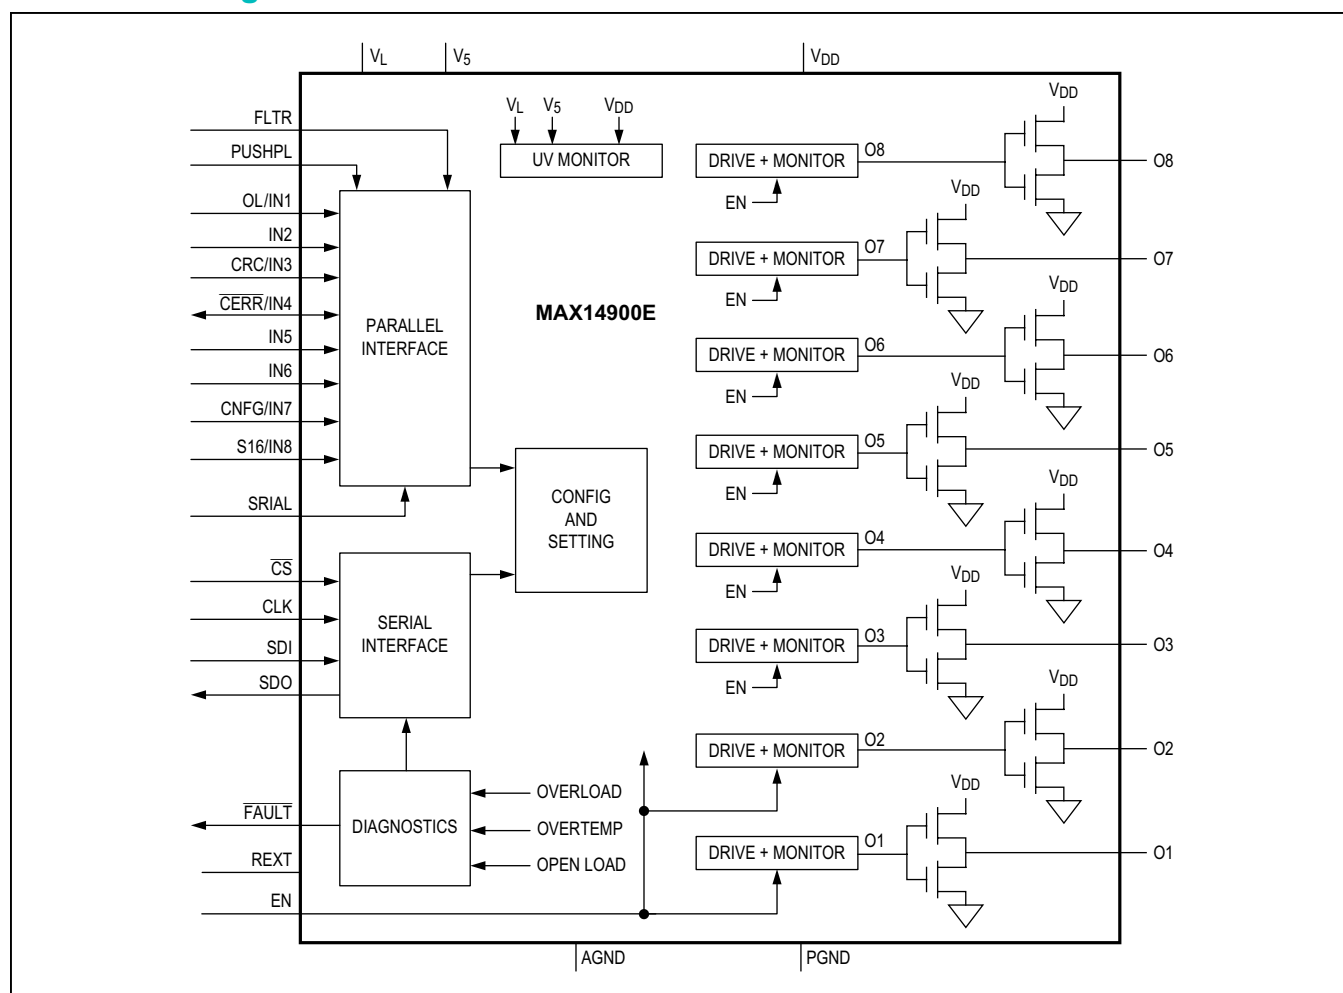 VL
V5
VDD
FLTR
PUSHPL
OL/IN1
IN2
CRC/IN3
CERR/IN4
IN5
IN6
CNFG/IN7
S16/IN8
SRIAL
CS
CLK
SDI
SDO
FAULT
REXT
EN
VL V5 VDD
UV MONITOR
PARALLEL
INTERFACE
MAX14900E
CONFIG
AND
SETTING
SERIAL
INTERFACE
DIAGNOSTICS
OVERLOAD
OVERTEMP
OPEN LOAD
DRIVE + MONITOR O8 VDD O8
EN
DRIVE + MONITOR O7 VDD O7
EN
DRIVE + MONITOR O6 VDD O6
EN
DRIVE + MONITOR O5 VDD O5
EN
DRIVE + MONITOR O4 VDD O4
EN
DRIVE + MONITOR O3 VDD O3
EN
DRIVE + MONITOR O2 VDD O2
DRIVE + MONITOR O1 VDD O1
AGND
PGND